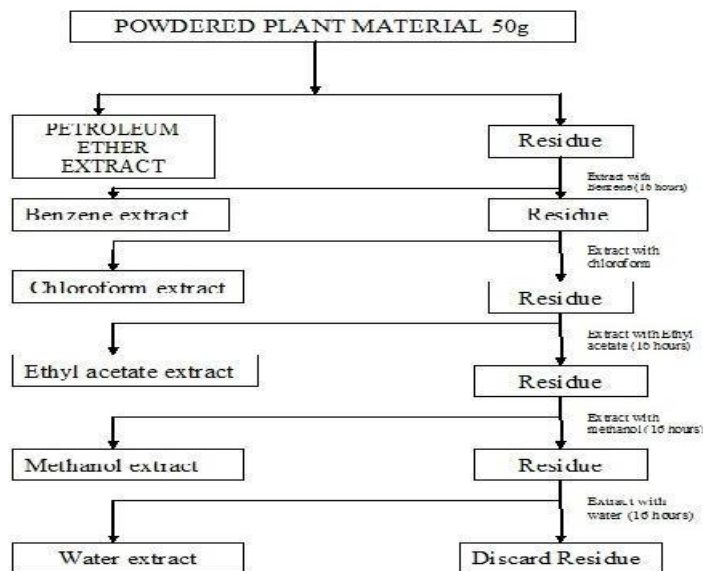 POWDERED PLANT MATERIAL 50g
PETROLEUM
ETHER
EXTRACT
Residue
Extract with
Benzene (16 hours)
Benzene extract
Residue
Extract with
chloroform
Chloroform extract
Residue
Extract with Ethyl
acetate (16 hours)
Ethyl acetate extract
Residue
Extract with
methanol (16 hours)
Methanol extract
Residue
Extract with
water (16 hours)
Water extract
Discard Residue